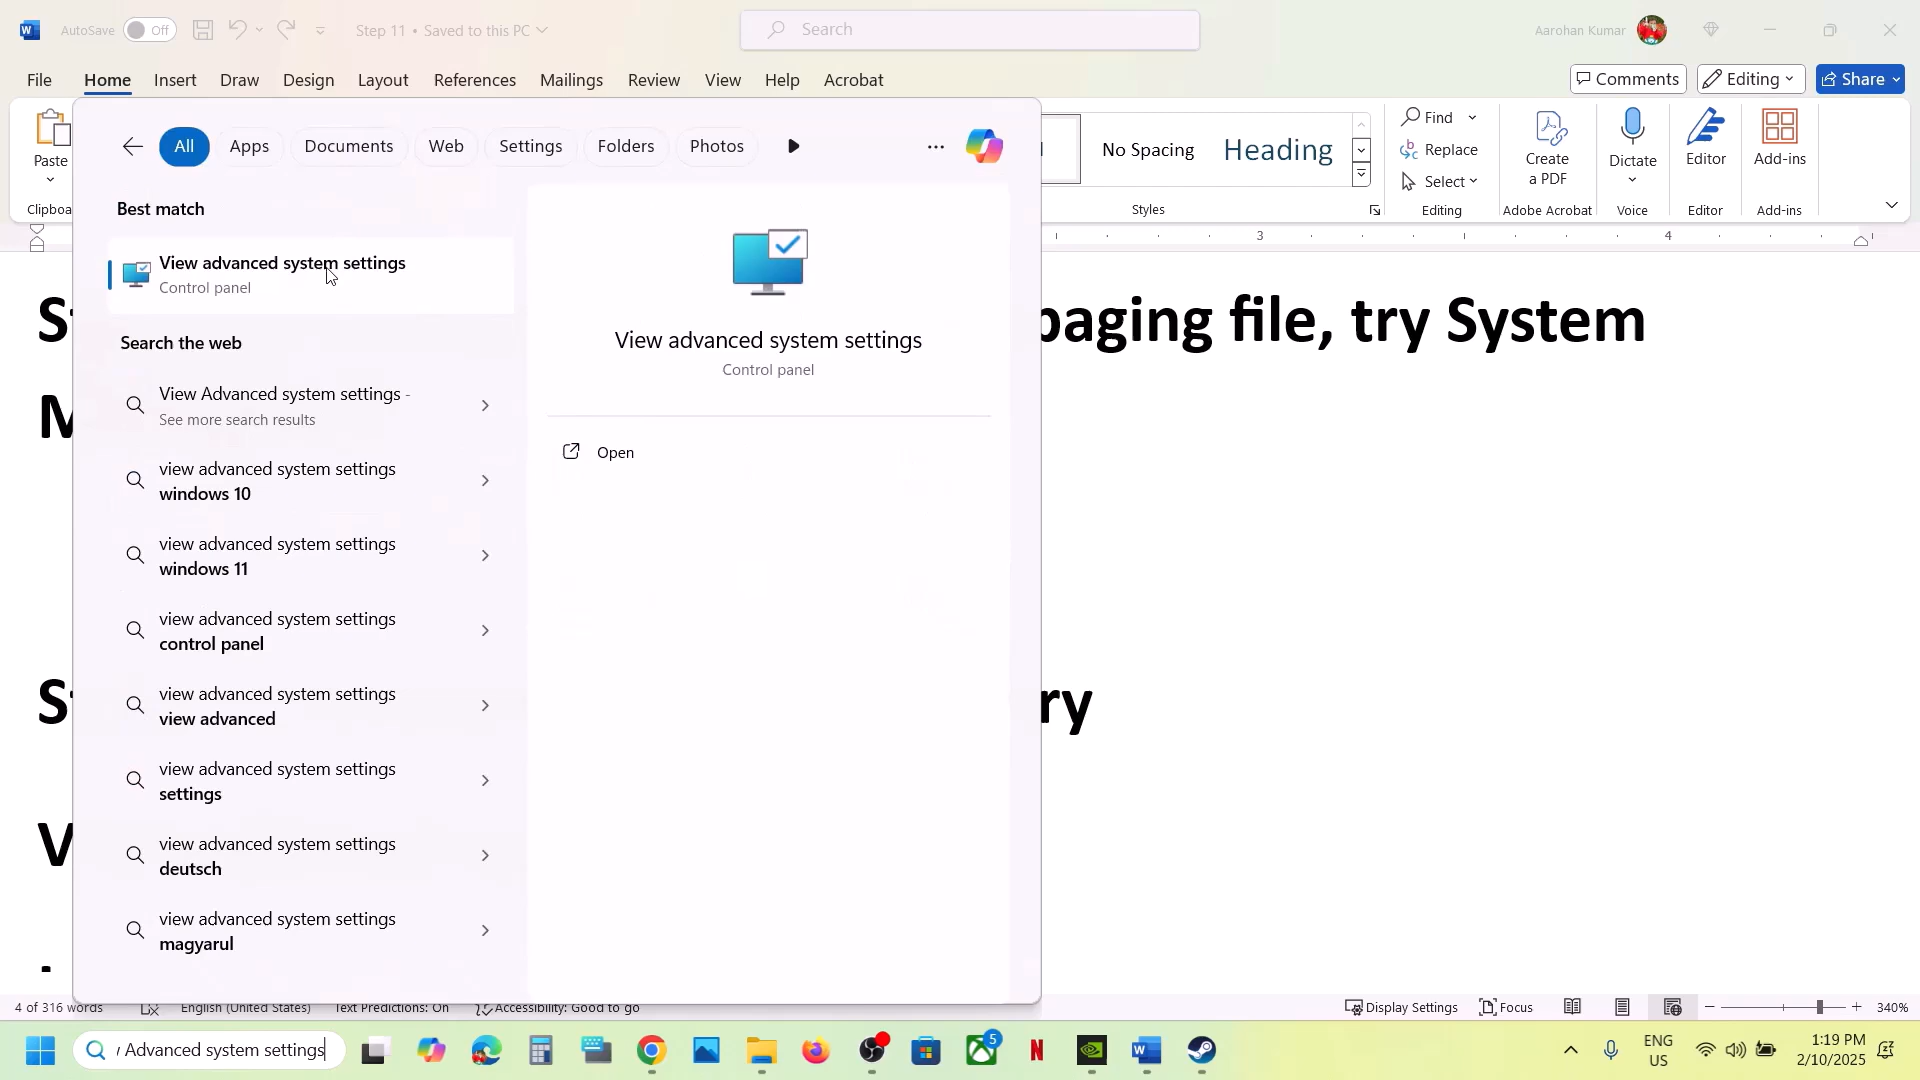 AutoSave Off Step 11 • Saved to this PC Search Aarohan Kumar
File Home Insert Draw Design Layout References Mailings Review View Help Acrobat Comments Editing Share
Paste
Clipboa
No Spacing Heading
Styles
Find
Replace
Select
Editing
Create
a PDF
Adobe Acrobat
Dictate
Voice
Editor
Editor
Add-ins
Add-ins
3 4
All Apps Documents Web Settings Folders Photos
Best match
View advanced system settings
Control panel
Search the web
View Advanced system settings -
See more search results
view advanced system settings
windows 10
view advanced system settings
windows 11
view advanced system settings
control panel
view advanced system settings
view advanced
view advanced system settings
settings
view advanced system settings
deutsch
view advanced system settings
magyarul
View advanced system settings
Control panel
Open
paging file, try System
M
ry
V
4 of 316 words English (United States) Text Predictions: On Accessibility: Good to go Display Settings Focus 340%
Advanced system settings
5
N
ENG
US
1:19 PM
2/10/2025